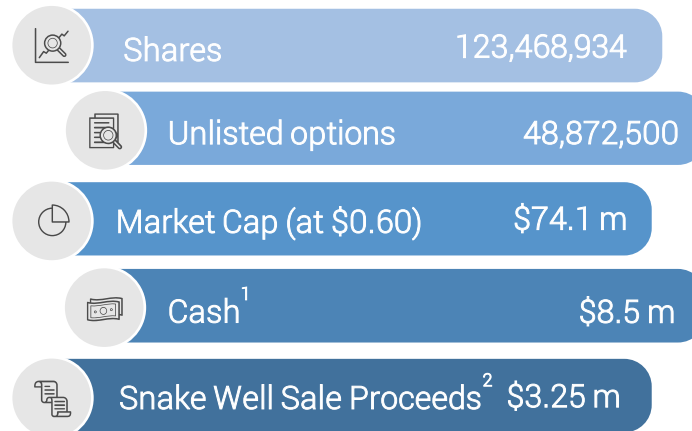 Shares 123,468,934
Unlisted options 48,872,500
Market Cap (at $0.60) $74.1 m
Cash1 $8.5 m
Snake Well Sale Proceeds2 $3.25 m